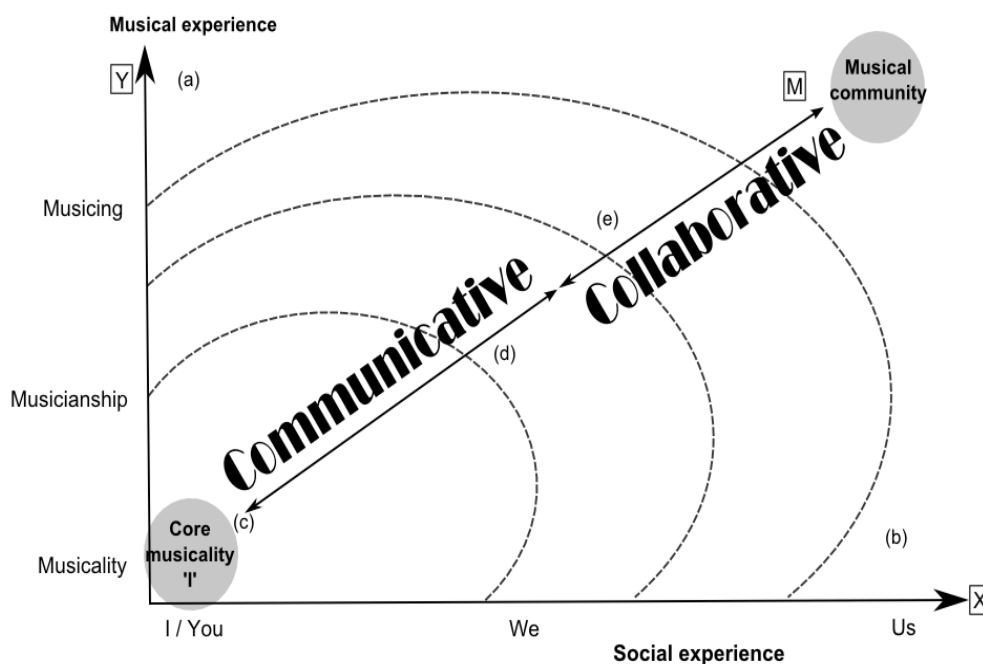 Musical experience
Y
(a)
M
Musical
community
Musicing
(e)
Collaborative
Communicative
(d)
Musicianship
(c)
Core
musicality
'I'
(b)
Musicality
X
I / You
We
Us
Social experience